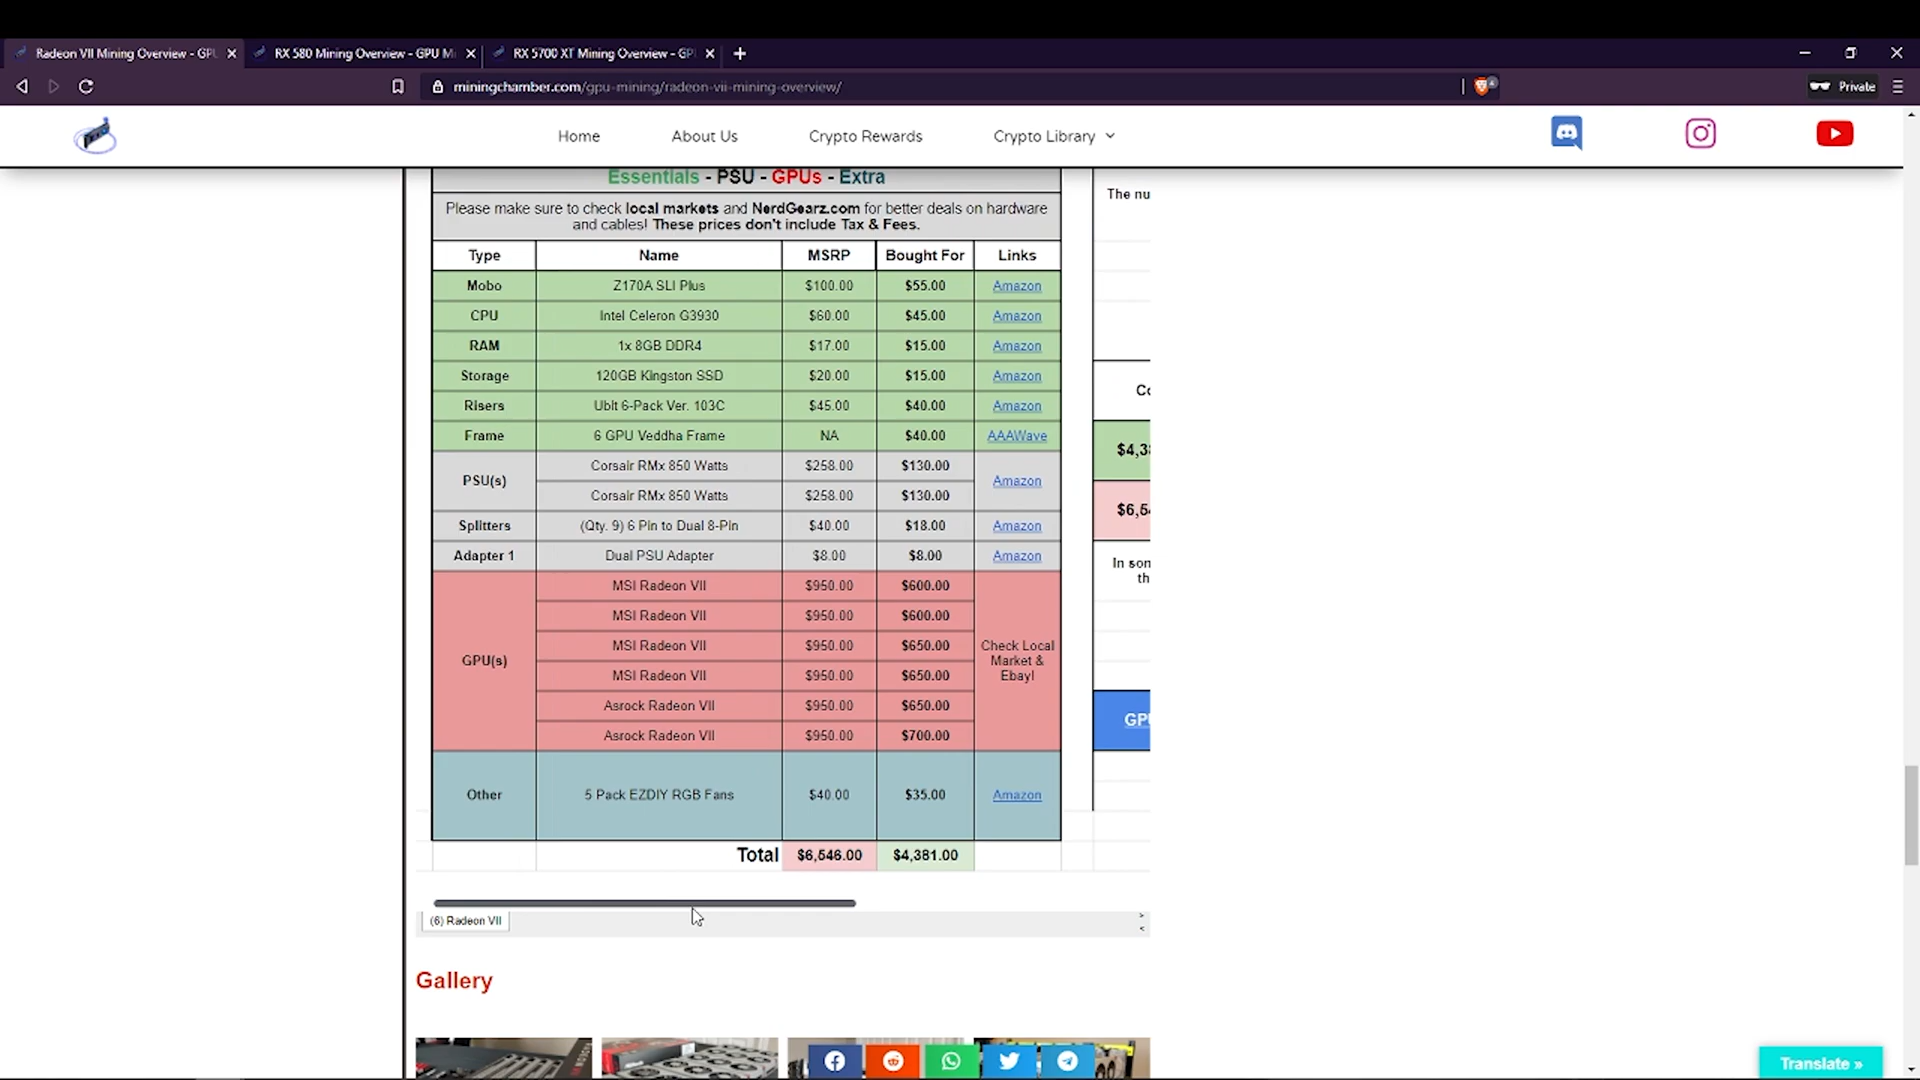 Radeon VII Mining Overview - GPU
RX 580 Mining Overview - GPU M
RX 5700 XT Mining Overview - GP
miningchamber.com/gpu-mining/radeon-vii-mining-overview/
Private
Home
About Us
Crypto Rewards
Crypto Library
Essentials - PSU - GPUs - Extra
Please make sure to check local markets and NerdGearz.com for better deals on hardware
and cables! These prices don't include Tax & Fees.
Type Name MSRP Bought For Links
Mobo Z170A SLI Plus $100.00 $55.00 Amazon
CPU Intel Celeron G3930 $60.00 $45.00 Amazon
RAM 1x 8GB DDR4 $17.00 $15.00 Amazon
Storage 120GB Kingston SSD $20.00 $15.00 Amazon
Risers Ubit 6-Pack Ver. 103C $45.00 $40.00 Amazon
Frame 6 GPU Veddha Frame NA $40.00 AAAWave
PSU(s) Corsair RMx 850 Watts $258.00 $130.00 Amazon
Corsair RMx 850 Watts $258.00 $130.00
Splitters (Qty. 9) 6 Pin to Dual 8-Pin $40.00 $18.00 Amazon
Adapter 1 Dual PSU Adapter $8.00 $8.00 Amazon
GPU(s)
MSI Radeon VII $950.00 $600.00
MSI Radeon VII $950.00 $600.00
MSI Radeon VII $950.00 $650.00
MSI Radeon VII $950.00 $650.00
Asrock Radeon VII $950.00 $650.00
Asrock Radeon VII $950.00 $700.00
Check Local
Market &
Ebay!
Other 5 Pack EZDIY RGB Fans $40.00 $35.00 Amazon
Total $6,546.00 $4,381.00
The nu
Co
$4,3
$6,5
In son
th
GPU
(6) Radeon VII
Gallery
Translate »